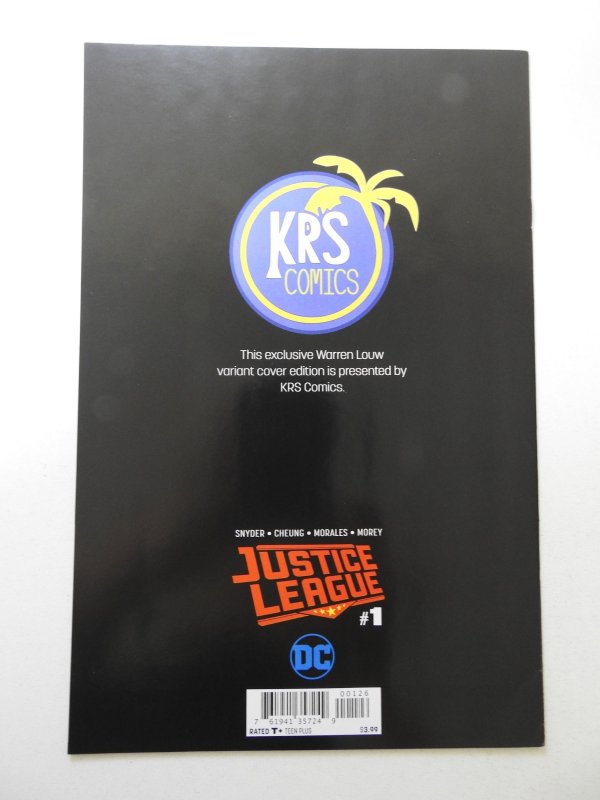 KRS
COMICS
This exclusive Warren Louw
variant cover edition is presented by
KRS Comics.
SNYDER • CHEUNG • MORALES • MOREY
JUSTICE
LEAGUE
#1
DC
00126
7 61941 35724 9
RATED T+ TEEN PLUS $3.99